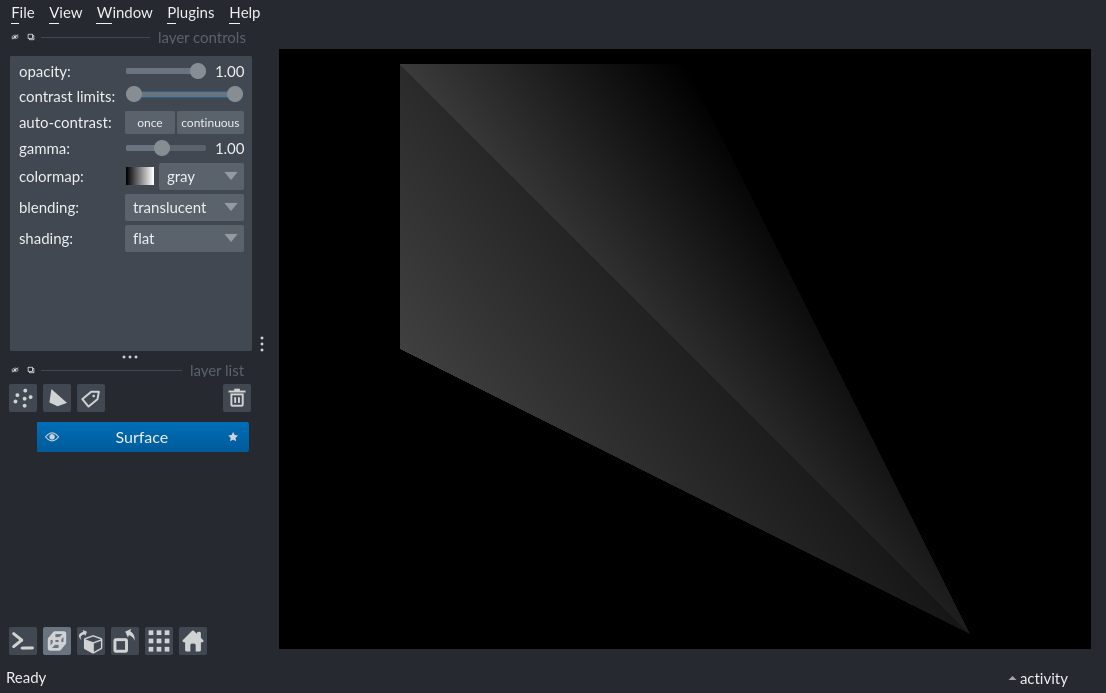 File View Window Plugins Help
layer controls
opacity: 1.00
contrast limits:
auto-contrast: once continuous
gamma: 1.00
colormap: gray
blending: translucent
shading: flat
layer list
Surface
Ready
activity